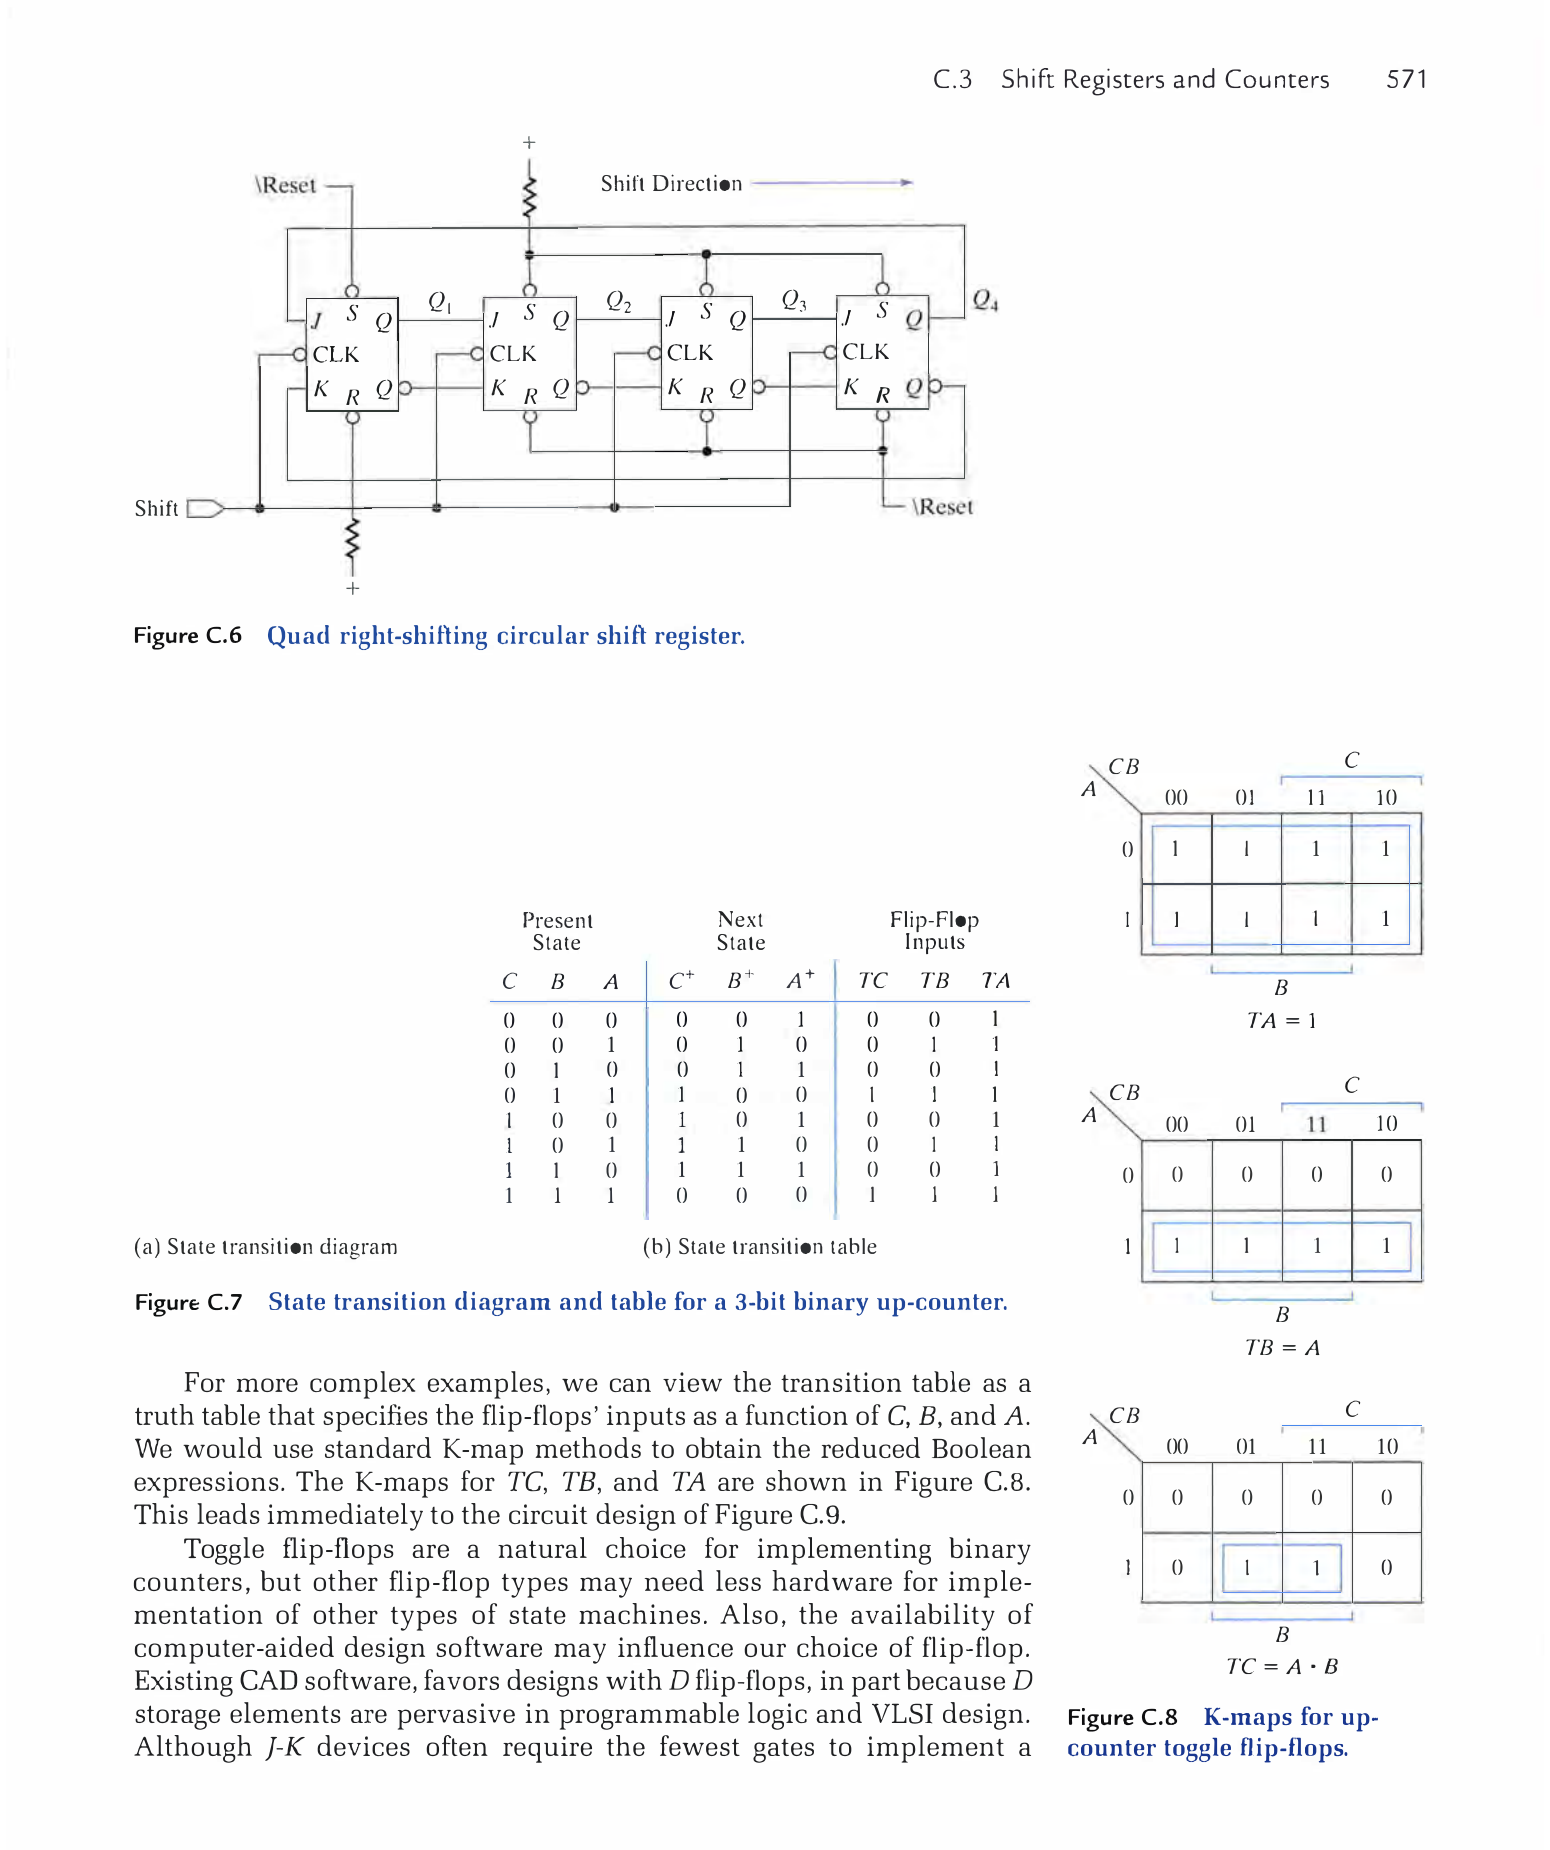 C.3 Shift Registers and Counters 571
+
\Reset
Shift Direction
Q1 Q2 Q3 Q4
J S Q J S Q J S Q J S Q
CLK CLK CLK CLK
K R Q K R Q K R Q K R Q
Shift
\Reset
+
Figure C.6 Quad right-shifting circular shift register.
Present State Next State Flip-Flop Inputs
C B A C+ B+ A+ TC TB TA
0 0 0 0 0 1 0 0 1
0 0 1 0 1 0 0 1 1
0 1 0 0 1 1 0 0 1
0 1 1 1 0 0 1 1 1
1 0 0 1 0 1 0 0 1
1 0 1 1 1 0 0 1 1
1 1 0 1 1 1 0 0 1
1 1 1 0 0 0 1 1 1
(a) State transition diagram (b) State transition table
Figure C.7 State transition diagram and table for a 3-bit binary up-counter.
For more complex examples, we can view the transition table as a
truth table that specifies the flip-flops' inputs as a function of C, B, and A.
We would use standard K-map methods to obtain the reduced Boolean
expressions. The K-maps for TC, TB, and TA are shown in Figure C.8.
This leads immediately to the circuit design of Figure C.9.
Toggle flip-flops are a natural choice for implementing binary
counters, but other flip-flop types may need less hardware for imple-
mentation of other types of state machines. Also, the availability of
computer-aided design software may influence our choice of flip-flop.
Existing CAD software, favors designs with D flip-flops, in part because D
storage elements are pervasive in programmable logic and VLSI design.
Although J-K devices often require the fewest gates to implement a
CB C
A 00 01 11 10
0 1 1 1 1
1 1 1 1 1
B
TA = 1
CB C
A 00 01 11 10
0 0 0 0 0
1 1 1 1 1
B
TB = A
CB C
A 00 01 11 10
0 0 0 0 0
1 0 1 1 0
B
TC = A · B
Figure C.8 K-maps for up-
counter toggle flip-flops.